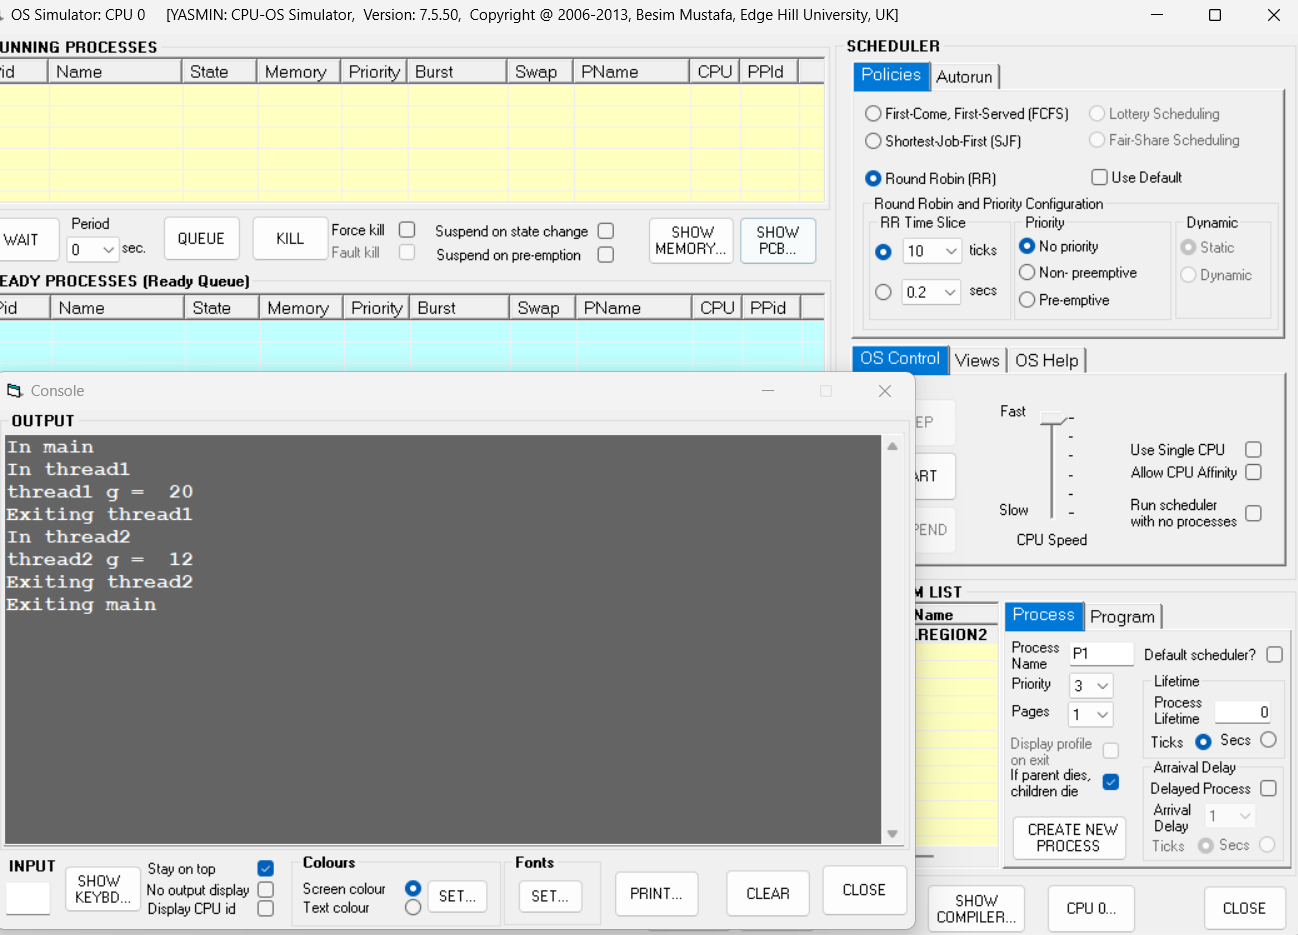 OS Simulator: CPU 0 [YASMIN: CPU-OS Simulator, Version: 7.5.50, Copyright @ 2006-2013, Besim Mustafa, Edge Hill University, UK]
UNNING PROCESSES
id Name State Memory Priority Burst Swap PName CPU PPId
WAIT
Period
0 sec.
QUEUE
KILL
Force kill
Fault kill
Suspend on state change
Suspend on pre-emption
SHOW
MEMORY...
SHOW
PCB...
EADY PROCESSES (Ready Queue)
id Name State Memory Priority Burst Swap PName CPU PPid
SCHEDULER
Policies Autorun
First-Come, First-Served (FCFS)
Lottery Scheduling
Shortest-Job-First (SJF)
Fair-Share Scheduling
Round Robin (RR)
Use Default
Round Robin and Priority Configuration
RR Time Slice
10 ticks
0.2 secs
Priority
No priority
Non- preemptive
Pre-emptive
Dynamic
Static
Dynamic
OS Control Views OS Help
EP
ART
PEND
Fast
Slow
CPU Speed
Use Single CPU
Allow CPU Affinity
Run scheduler
with no processes
Console
OUTPUT
In main
In thread1
thread1 g = 20
Exiting thread1
In thread2
thread2 g = 12
Exiting thread2
Exiting main
INPUT
SHOW
KEYBD...
Stay on top
No output display
Display CPU id
Colours
Screen colour
Text colour
SET...
Fonts
SET...
PRINT...
CLEAR
CLOSE
M LIST
Name
.REGION2
Process Program
Process
Name P1
Priority 3
Pages 1
Display profile
on exit
If parent dies,
children die
CREATE NEW
PROCESS
Default scheduler?
Lifetime
Process
Lifetime 0
Ticks Secs
Arraival Delay
Delayed Process
Arrival
Delay 1
Ticks Secs
SHOW
COMPILER...
CPU 0...
CLOSE